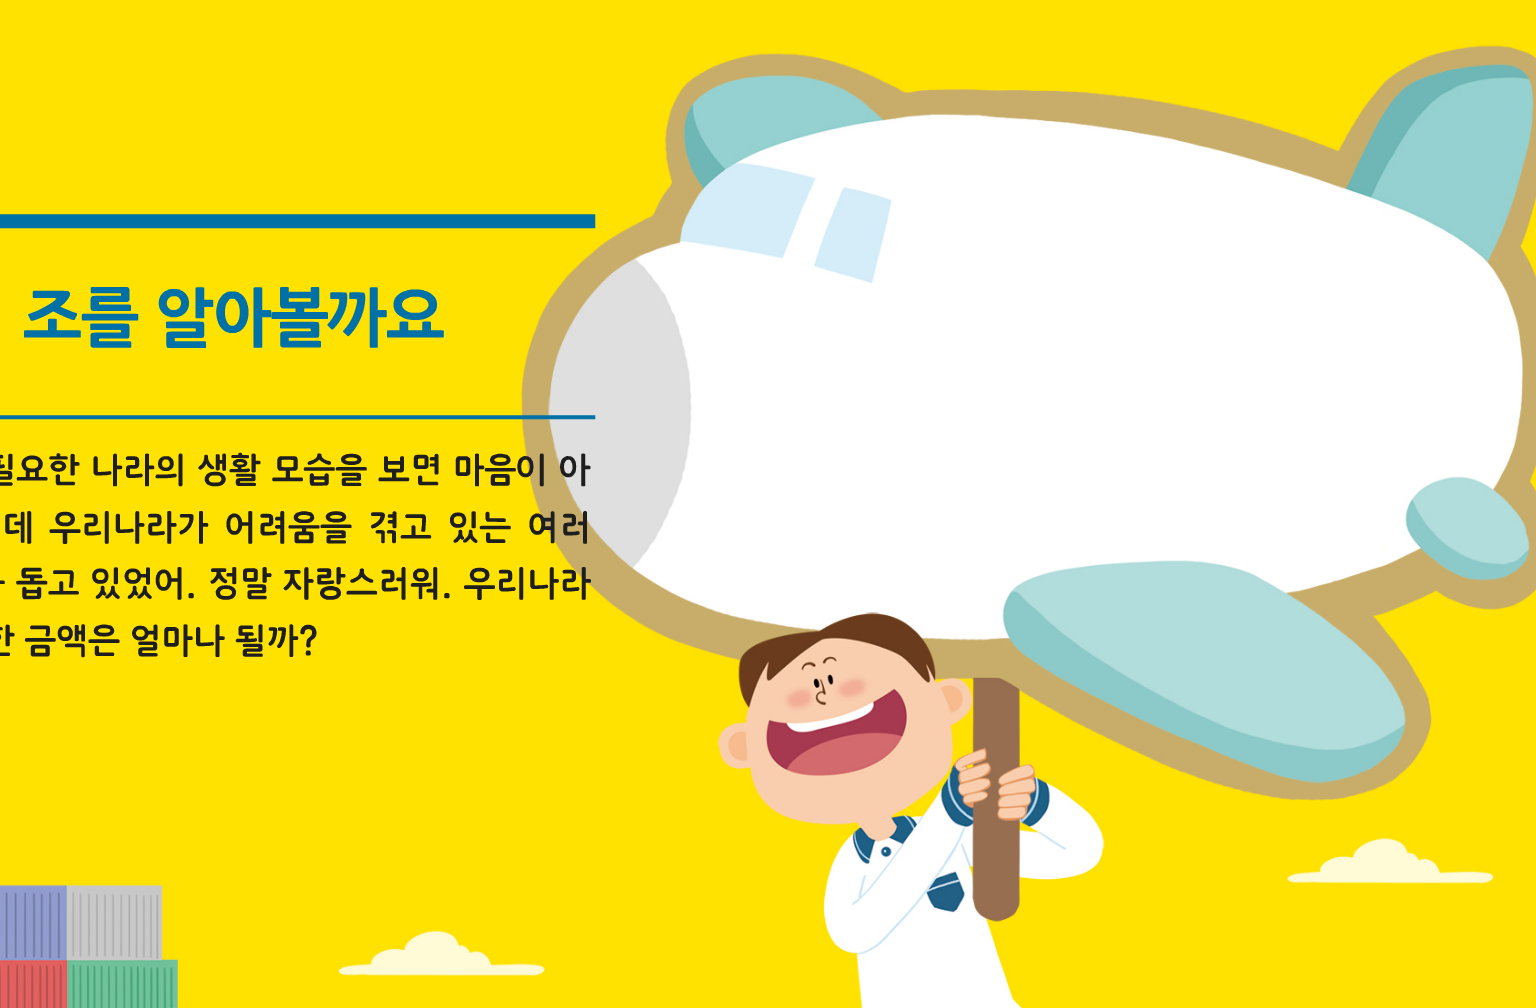 조를 알아볼까요
필요한 나라의 생활 모습을 보면 마음이 아
데 우리나라가 어려움을 겪고 있는 여러
돕고 있었어. 정말 자랑스러워. 우리나라
한 금액은 얼마나 될까?